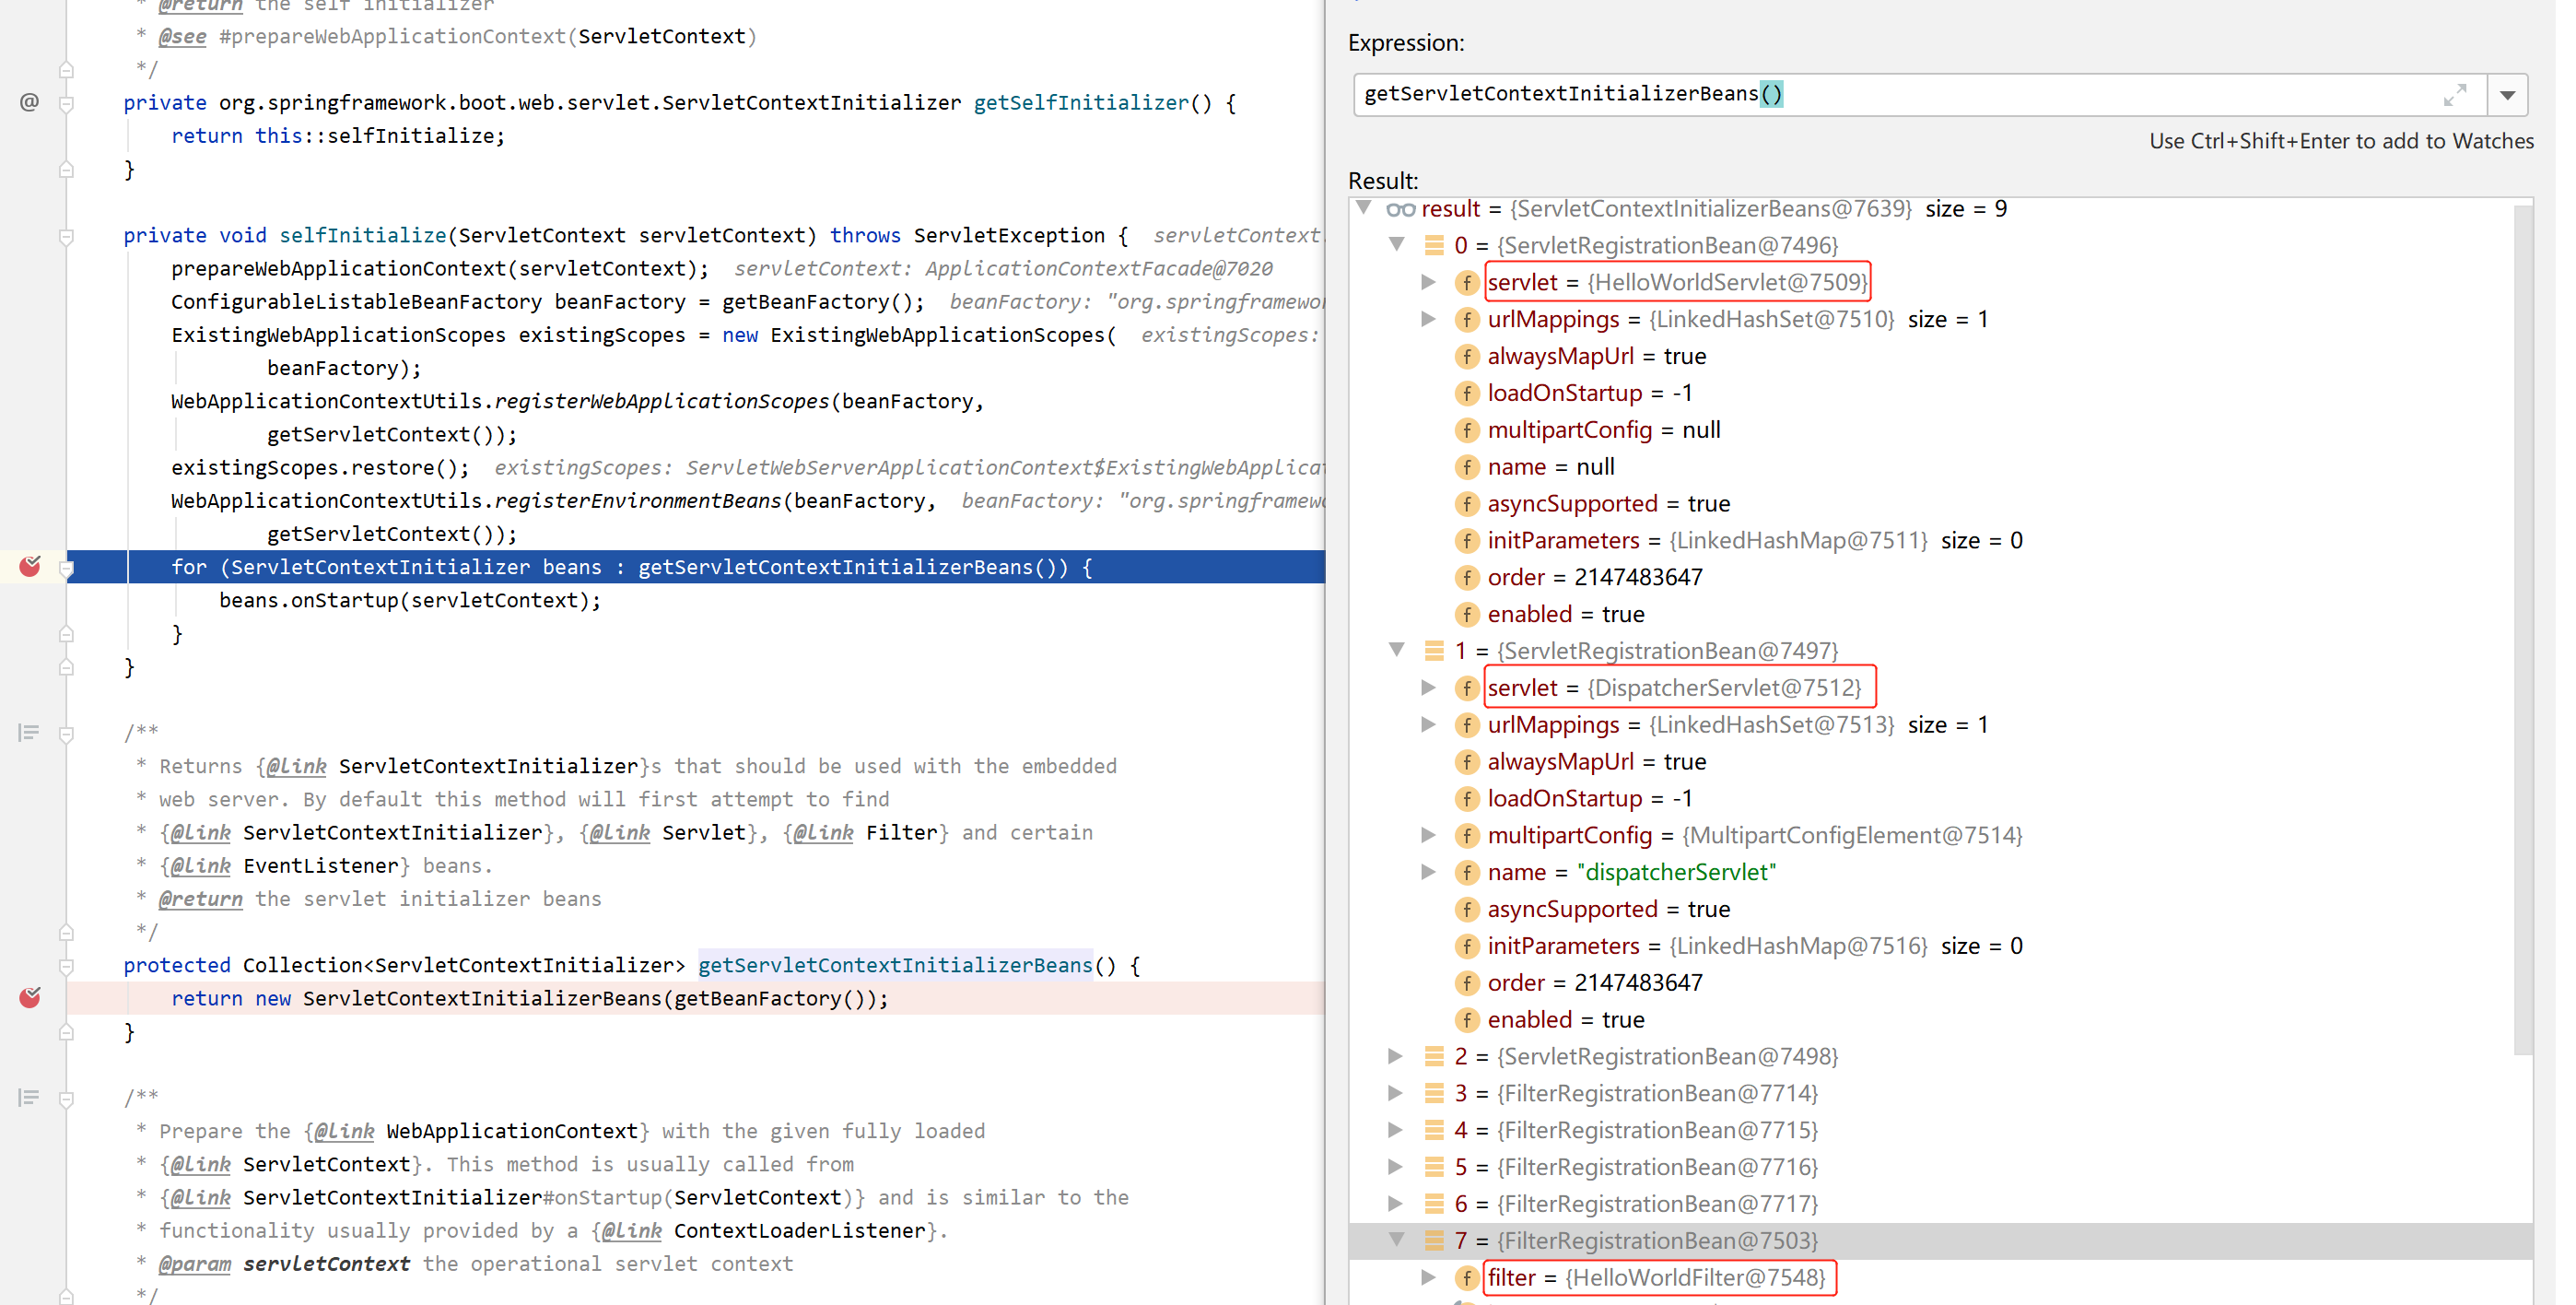 * @return the self initializer
* @see #prepareWebApplicationContext(ServletContext)
*/
@
private org.springframework.boot.web.servlet.ServletContextInitializer getSelfInitializer() {
return this::selfInitialize;
}
private void selfInitialize(ServletContext servletContext) throws ServletException { servletContext:
prepareWebApplicationContext(servletContext); servletContext: ApplicationContextFacade@7020
ConfigurableListableBeanFactory beanFactory = getBeanFactory(); beanFactory: "org.springframewor
ExistingWebApplicationScopes existingScopes = new ExistingWebApplicationScopes( existingScopes:
beanFactory);
WebApplicationContextUtils.registerWebApplicationScopes(beanFactory,
getServletContext());
existingScopes.restore(); existingScopes: ServletWebServerApplicationContext$ExistingWebApplica
WebApplicationContextUtils.registerEnvironmentBeans(beanFactory, beanFactory: "org.springframew
getServletContext());
for (ServletContextInitializer beans : getServletContextInitializerBeans()) {
beans.onStartup(servletContext);
}
}
/**
* Returns {@link ServletContextInitializer}s that should be used with the embedded
* web server. By default this method will first attempt to find
* {@link ServletContextInitializer}, {@link Servlet}, {@link Filter} and certain
* {@link EventListener} beans.
* @return the servlet initializer beans
*/
protected Collection<ServletContextInitializer> getServletContextInitializerBeans() {
return new ServletContextInitializerBeans(getBeanFactory());
}
/**
* Prepare the {@link WebApplicationContext} with the given fully loaded
* {@link ServletContext}. This method is usually called from
* {@link ServletContextInitializer#onStartup(ServletContext)} and is similar to the
* functionality usually provided by a {@link ContextLoaderListener}.
* @param servletContext the operational servlet context
*/
Expression:
getServletContextInitializerBeans()
Use Ctrl+Shift+Enter to add to Watches
Result:
result = {ServletContextInitializerBeans@7639} size = 9
0 = {ServletRegistrationBean@7496}
f servlet = {HelloWorldServlet@7509}
f urlMappings = {LinkedHashSet@7510} size = 1
f alwaysMapUrl = true
f loadOnStartup = -1
f multipartConfig = null
f name = null
f asyncSupported = true
f initParameters = {LinkedHashMap@7511} size = 0
f order = 2147483647
f enabled = true
1 = {ServletRegistrationBean@7497}
f servlet = {DispatcherServlet@7512}
f urlMappings = {LinkedHashSet@7513} size = 1
f alwaysMapUrl = true
f loadOnStartup = -1
f multipartConfig = {MultipartConfigElement@7514}
f name = "dispatcherServlet"
f asyncSupported = true
f initParameters = {LinkedHashMap@7516} size = 0
f order = 2147483647
f enabled = true
2 = {ServletRegistrationBean@7498}
3 = {FilterRegistrationBean@7714}
4 = {FilterRegistrationBean@7715}
5 = {FilterRegistrationBean@7716}
6 = {FilterRegistrationBean@7717}
7 = {FilterRegistrationBean@7503}
f filter = {HelloWorldFilter@7548}